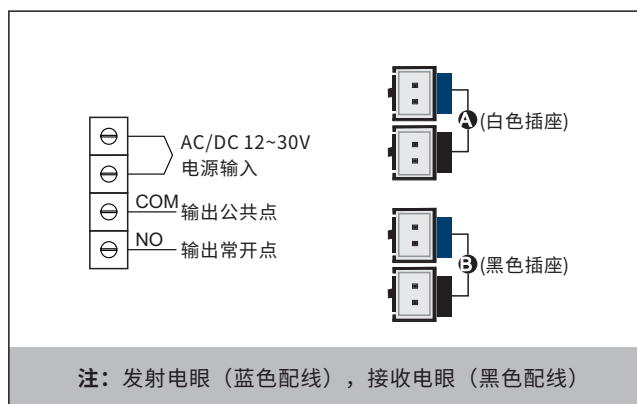 AC/DC 12~30V
电源输入
COM 输出公共点
NO 输出常开点
A (白色插座)
B (黑色插座)
注：发射电眼（蓝色配线），接收电眼（黑色配线）